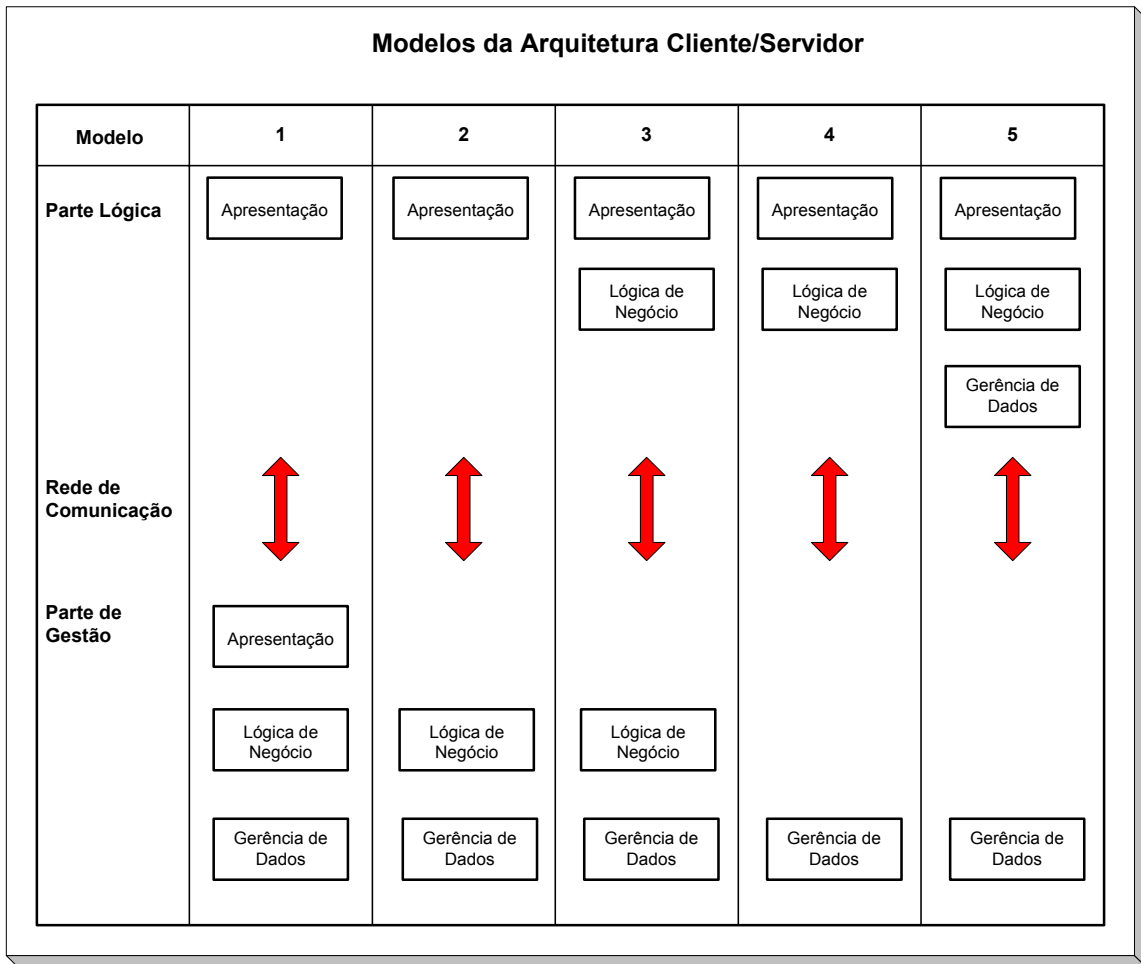 Modelos da Arquitetura Cliente/Servidor
Modelo
1
2
3
4
5
Parte Lógica
Apresentação
Apresentação
Apresentação
Apresentação
Apresentação
Lógica de
Negócio
Lógica de
Negócio
Lógica de
Negócio
Gerência de
Dados
Rede de
Comunicação
Parte de
Gestão
Apresentação
Lógica de
Negócio
Lógica de
Negócio
Lógica de
Negócio
Gerência de
Dados
Gerência de
Dados
Gerência de
Dados
Gerência de
Dados
Gerência de
Dados